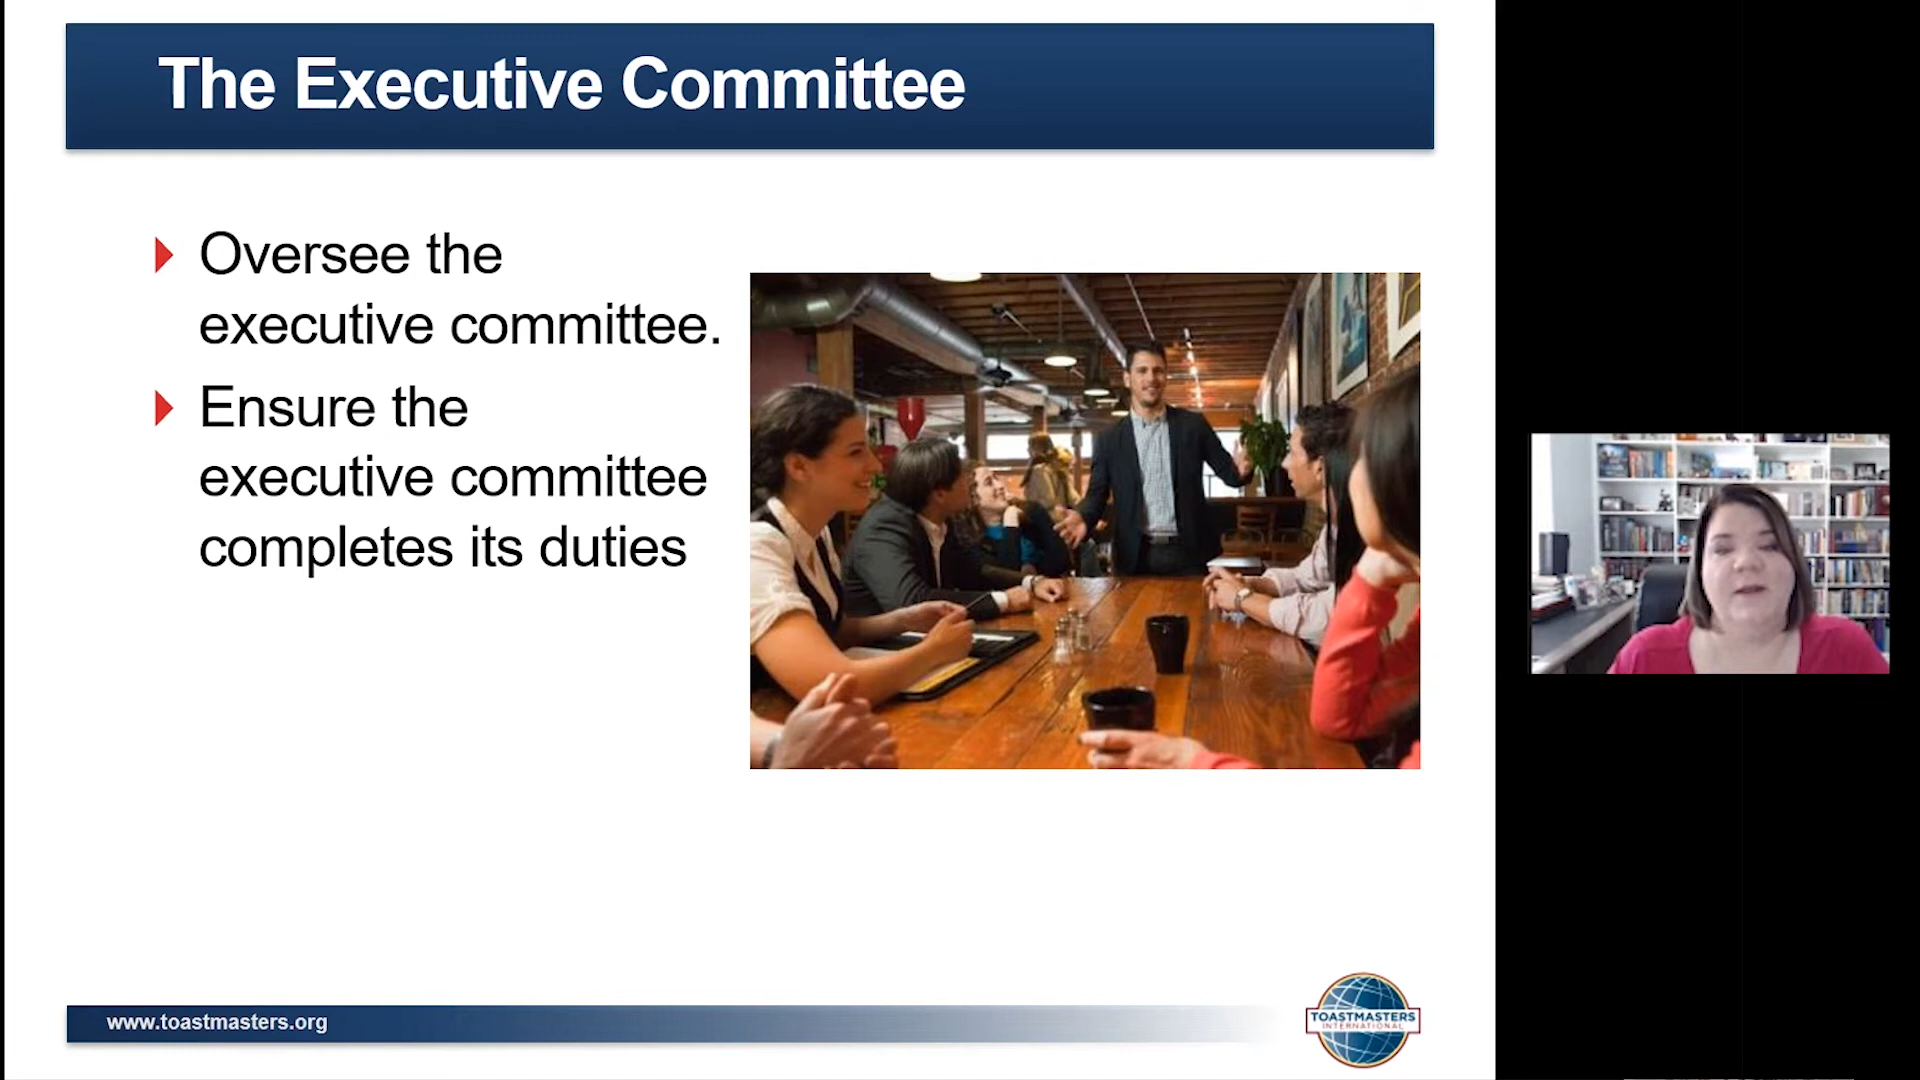 The Executive Committee
Oversee the
executive committee.
Ensure the
executive committee
completes its duties
www.toastmasters.org
TOASTMASTERS
INTERNATIONAL